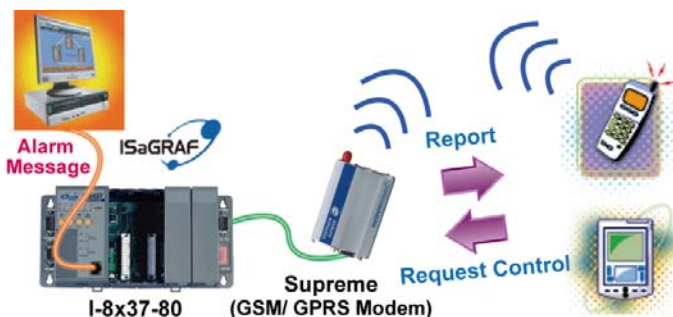 Alarm
Message
ISaGRAF
I-8x37-80
Supreme
(GSM/ GPRS Modem)
Report
Request Control